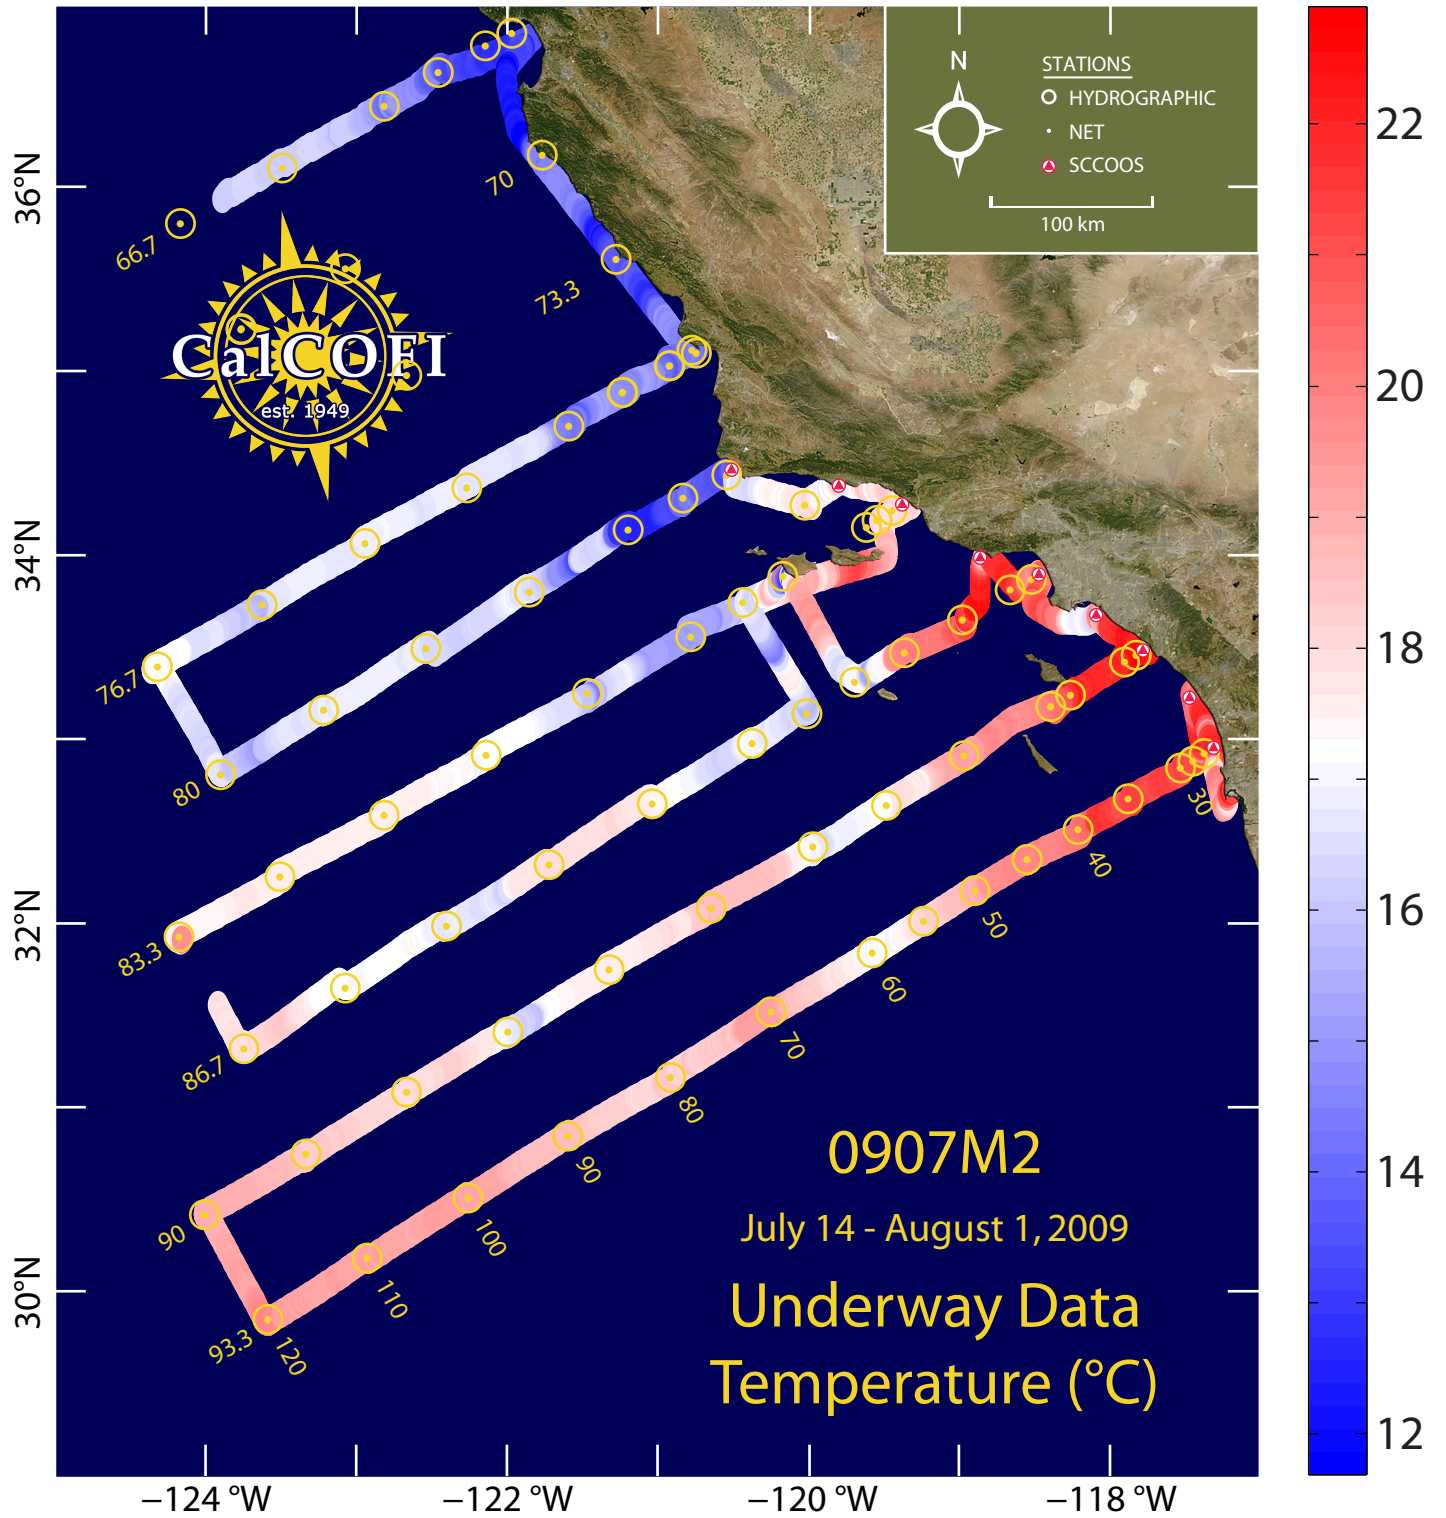 N
STATIONS
HYDROGRAPHIC
NET
SCCOOS
100 km
22
20
18
16
14
12
36°N
34°N
32°N
30°N
66.7
70
73.3
CalCOFI
est. 1949
76.7
80
83.3
86.7
90
93.3
30
40
50
60
70
80
90
100
110
120
0907M2
July 14 - August 1, 2009
Underway Data
Temperature (°C)
−124 °W
−122 °W
−120 °W
−118 °W